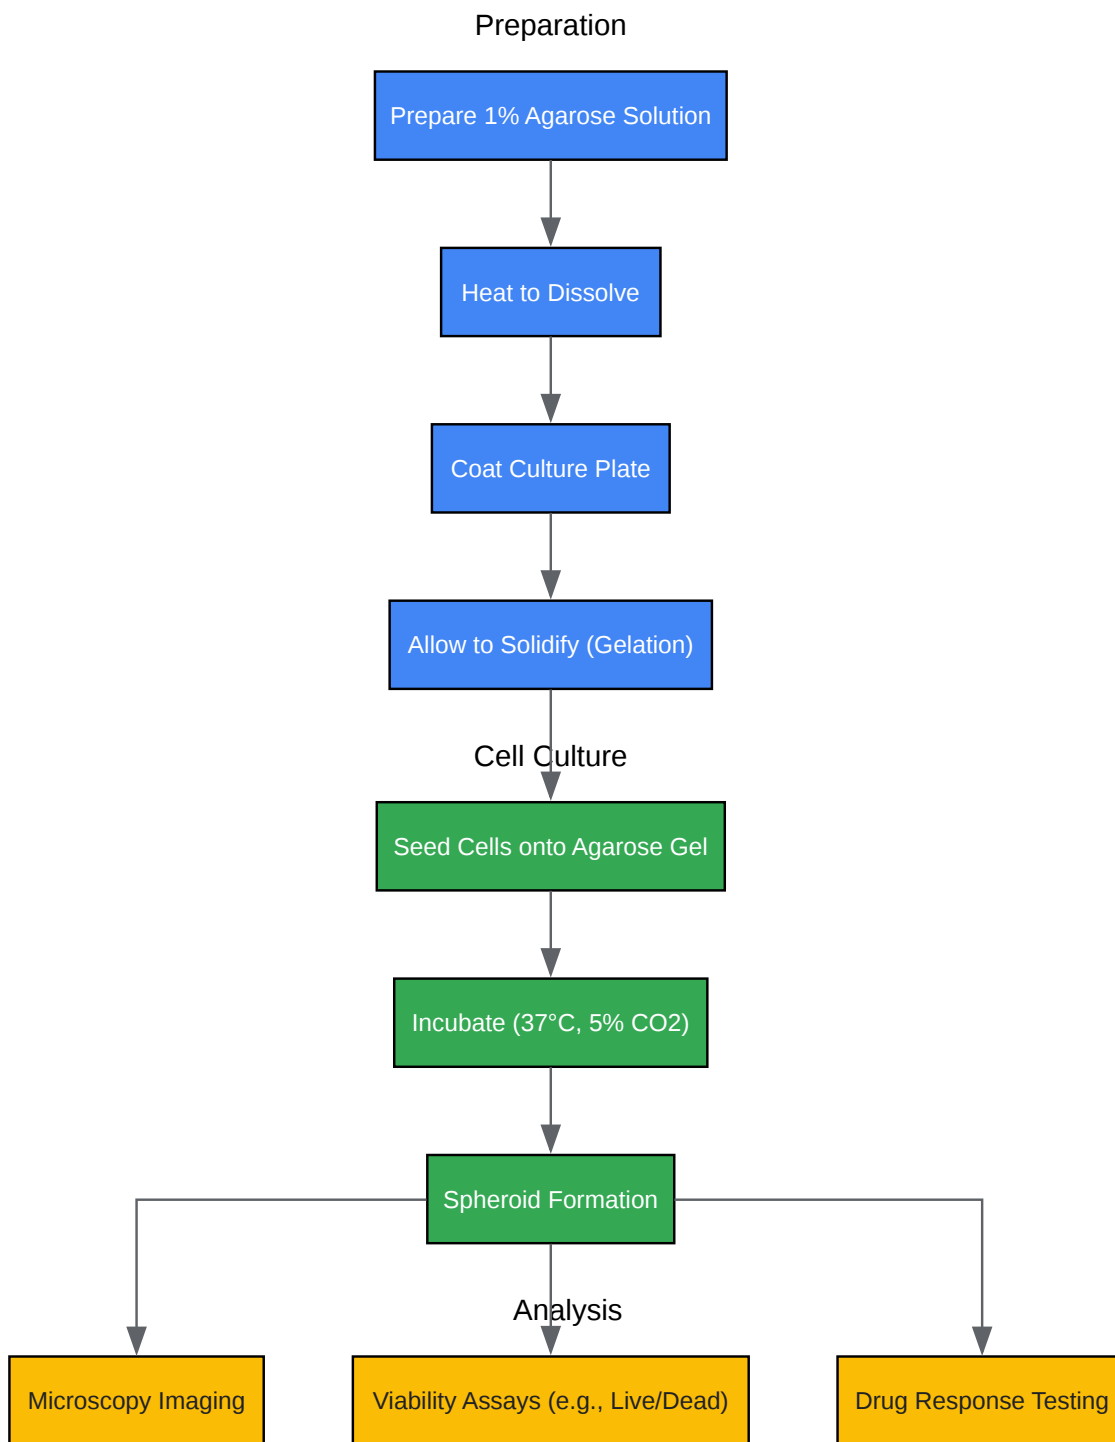 Preparation
Prepare 1% Agarose Solution
Heat to Dissolve
Coat Culture Plate
Allow to Solidify (Gelation)
Cell Culture
Seed Cells onto Agarose Gel
Incubate (37°C, 5% CO2)
Spheroid Formation
Analysis
Microscopy Imaging
Viability Assays (e.g., Live/Dead)
Drug Response Testing